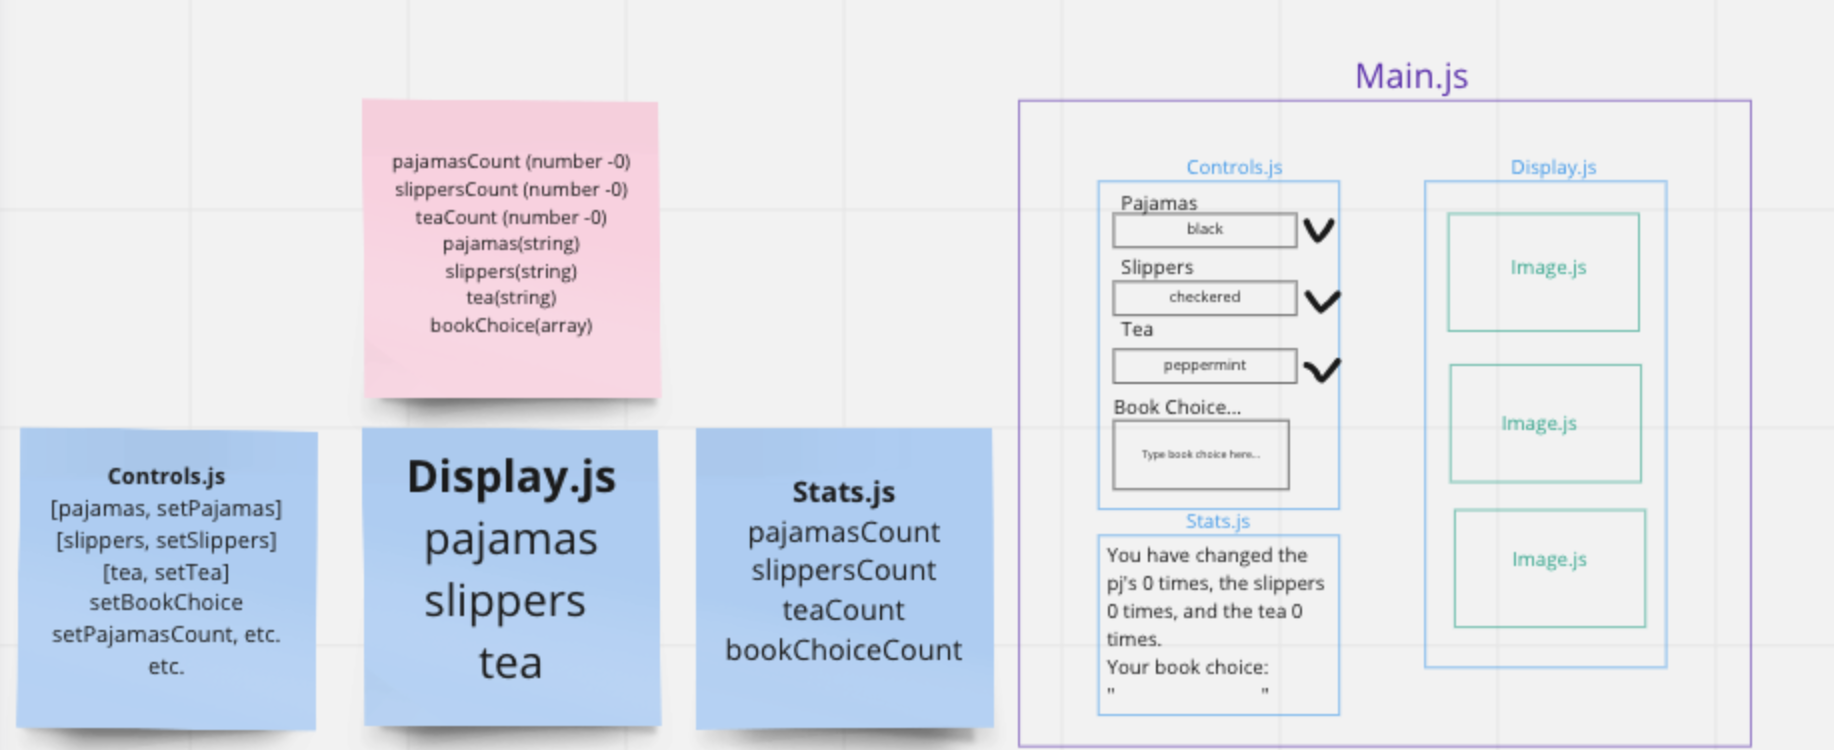 pajamasCount (number -0)
slippersCount (number -0)
teaCount (number -0)
pajamas(string)
slippers(string)
tea(string)
bookChoice(array)
Controls.js
[pajamas, setPajamas]
[slippers, setSlippers]
[tea, setTea]
setBookChoice
setPajamasCount, etc.
etc.
Display.js
pajamas
slippers
tea
Stats.js
pajamasCount
slippersCount
teaCount
bookChoiceCount
Main.js
Controls.js
Pajamas
black
Slippers
checkered
Tea
peppermint
Book Choice...
Type book choice here...
Stats.js
You have changed the
pj's 0 times, the slippers
0 times, and the tea 0
times.
Your book choice:
" "
Display.js
Image.js
Image.js
Image.js